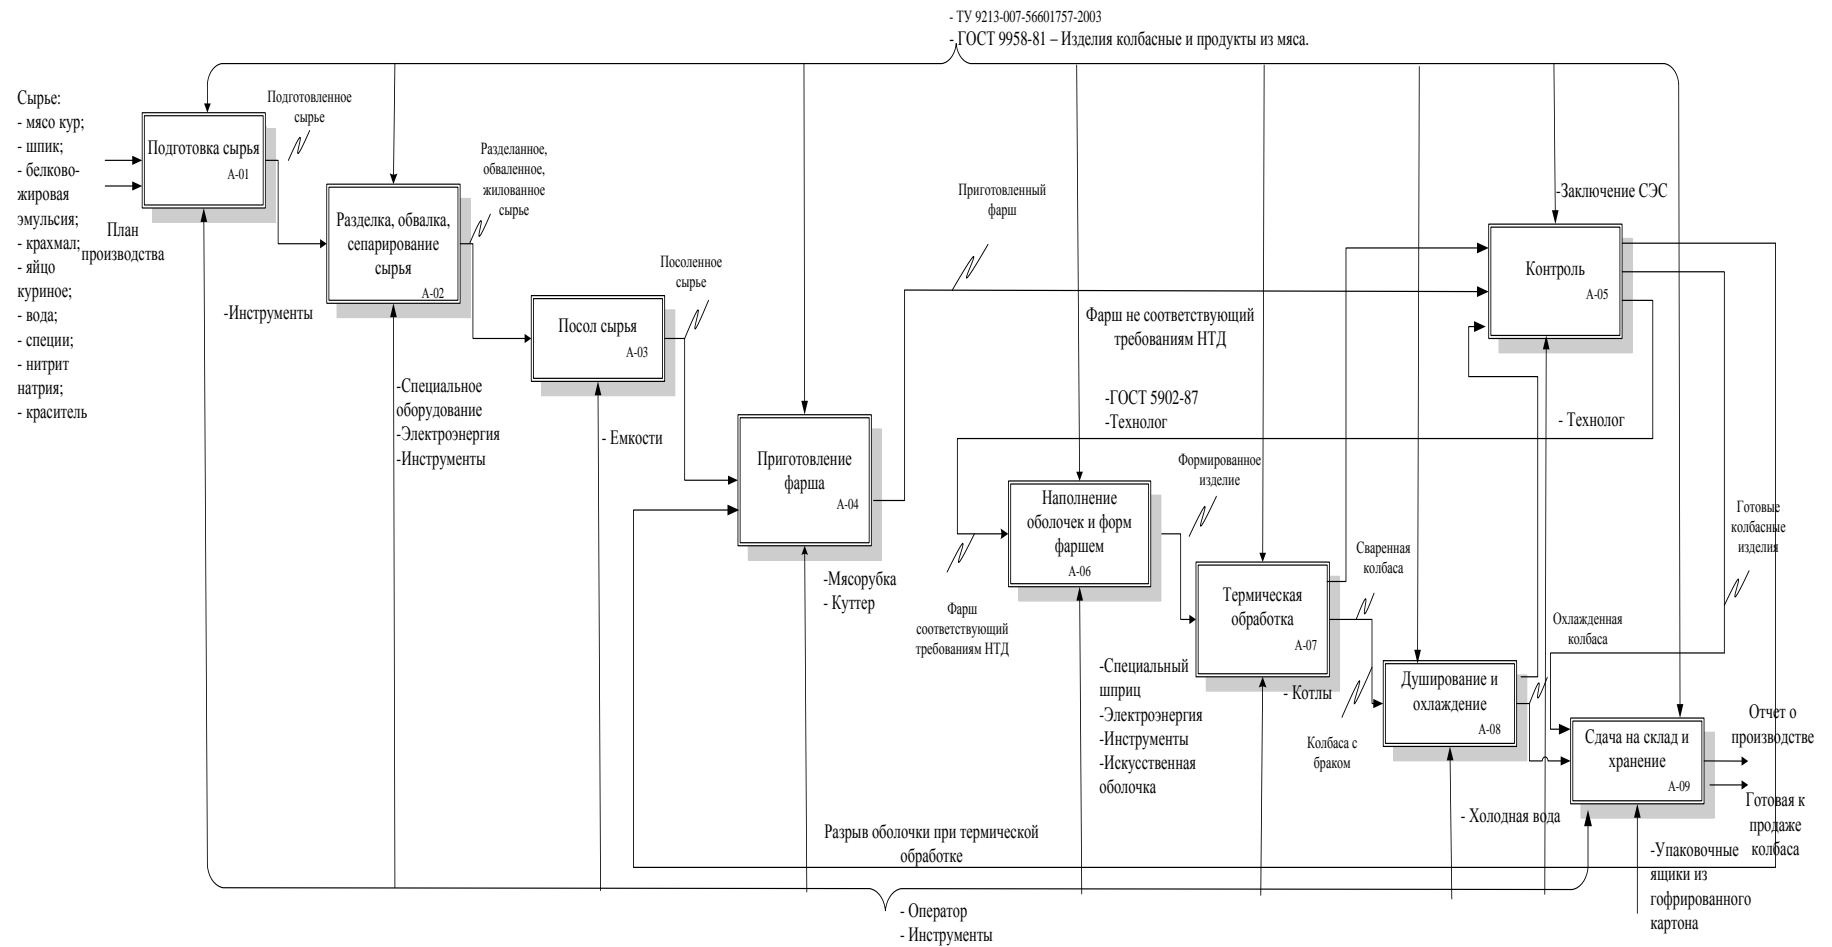 - ТУ 9213-007-56601757-2003
- ГОСТ 9958-81 – Изделия колбасные и продукты из мяса.
Сырье:
- мясо кур;
- шпик;
- белково-
жировая
эмульсия;
- крахмал;
- яйцо
куриное;
- вода;
- специи;
- нитрит
натрия;
- краситель
План
производства
Подготовка сырья
А-01
Подготовленное
сырье
-Инструменты
Разделка, обвалка,
сепарирование
сырья
А-02
Разделанное,
обваленное,
жилованное
сырье
-Специальное
оборудование
-Электроэнергия
-Инструменты
Посол сырья
А-03
Посоленное
сырье
- Емкости
Приготовление
фарша
А-04
Приготовленный
фарш
-Мясорубка
- Куттер
-Заключение СЭС
Контроль
А-05
Фарш не соответствующий
требованиям НТД
-ГОСТ 5902-87
-Технолог
- Технолог
Наполнение
оболочек и форм
фаршем
А-06
Формированное
изделие
Фарш
соответствующий
требованиям НТД
-Специальный
шприц
-Электроэнергия
-Инструменты
-Искусственная
оболочка
Термическая
обработка
А-07
Сваренная
колбаса
- Котлы
Колбаса с
браком
Душирование и
охлаждение
А-08
Охлажденная
колбаса
- Холодная вода
Готовые
колбасные
изделия
Сдача на склад и
хранение
А-09
Отчет о
производстве
Готовая к
продаже
колбаса
-Упаковочные
ящики из
гофрированного
картона
Разрыв оболочки при термической
обработке
- Оператор
- Инструменты